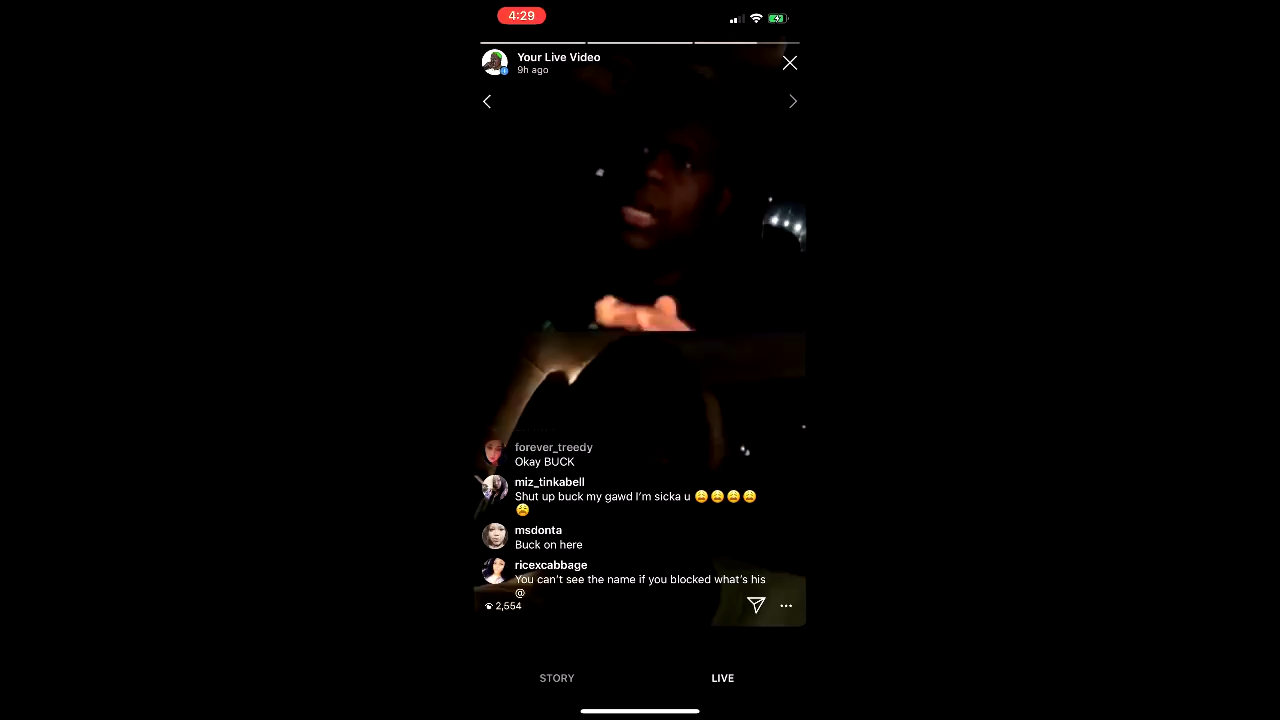 4:29
Your Live Video
9h ago
forever_treedy
Okay BUCK
miz_tinkabell
Shut up buck my gawd I'm sicka u 😩😩😩😩
😩
msdonta
Buck on here
ricexcabbage
You can't see the name if you blocked what's his
@
2,554
STORY
LIVE